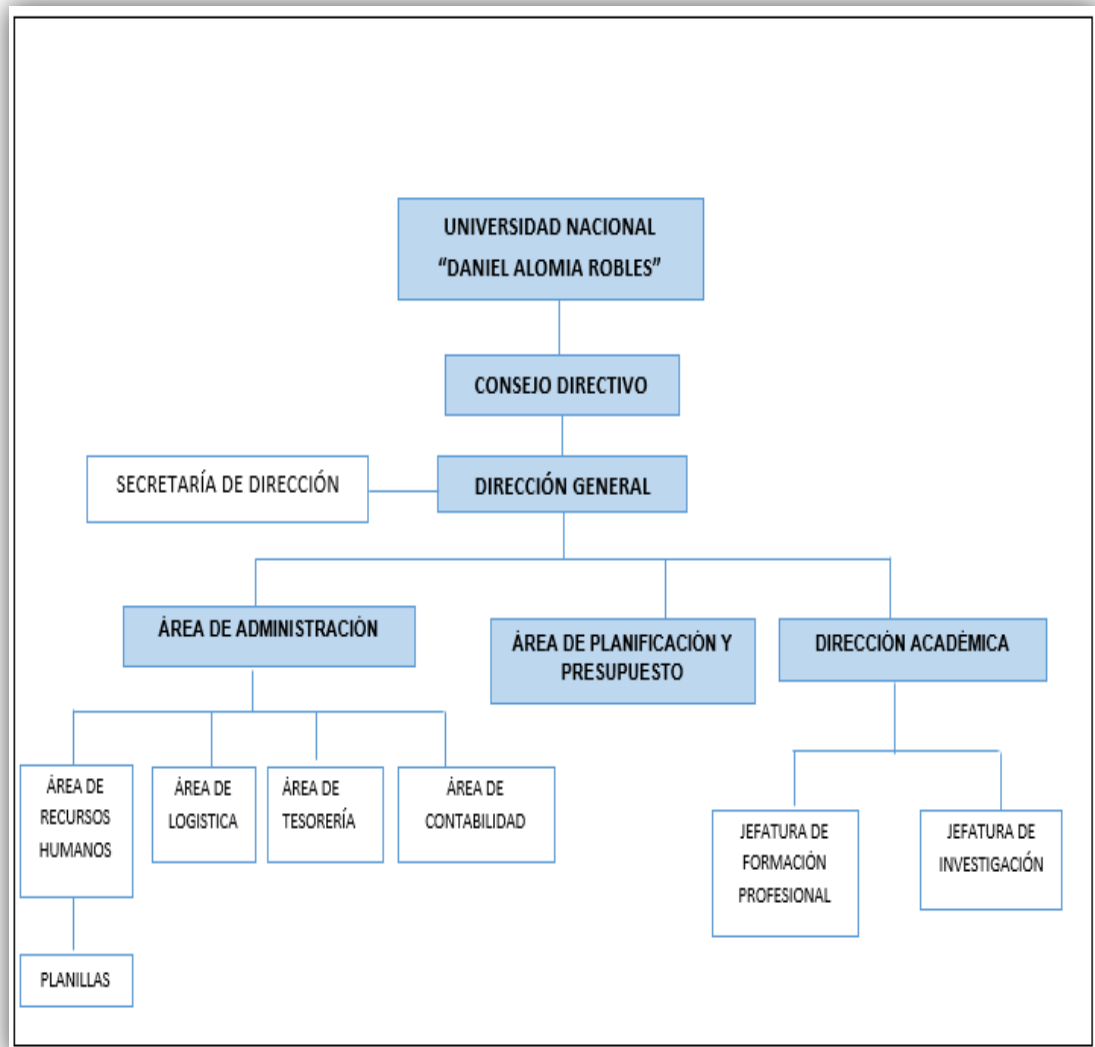 UNIVERSIDAD NACIONAL
“DANIEL ALOMIA ROBLES”
CONSEJO DIRECTIVO
SECRETARÍA DE DIRECCIÓN
DIRECCIÓN GENERAL
ÁREA DE ADMINISTRACIÓN
ÁREA DE PLANIFICACIÓN Y
PRESUPUESTO
DIRECCIÓN ACADÉMICA
ÁREA DE
RECURSOS
HUMANOS
ÁREA DE
LOGISTICA
ÁREA DE
TESORERÍA
ÁREA DE
CONTABILIDAD
JEFATURA DE
FORMACIÓN
PROFESIONAL
JEFATURA DE
INVESTIGACIÓN
PLANILLAS